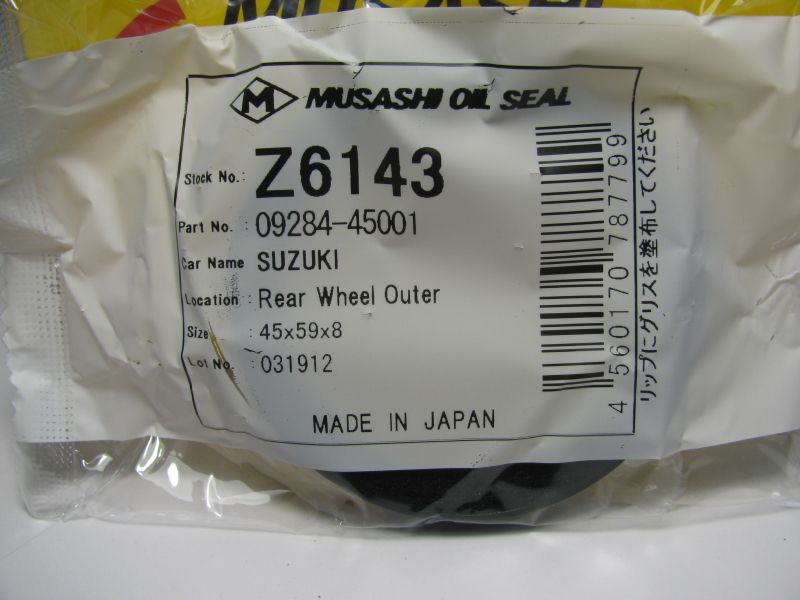 M MUSASHI OIL SEAL
Stock No. : Z6143
Part No. : 09284-45001
Car Name SUZUKI
Location : Rear Wheel Outer
Size : 45x59x8
Lot No. : 031912
MADE IN JAPAN
4 560170 787799
リップにグリスを塗布してください